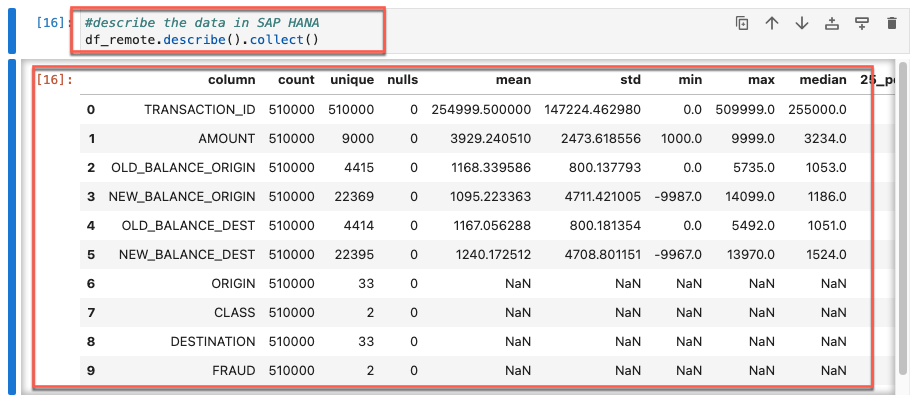 [16]: #describe the data in SAP HANA
df_remote.describe().collect()
[16]: column count unique nulls mean std min max median 25_p
0 TRANSACTION_ID 510000 510000 0 254999.500000 147224.462980 0.0 509999.0 255000.0
1 AMOUNT 510000 9000 0 3929.240510 2473.618556 1000.0 9999.0 3234.0
2 OLD_BALANCE_ORIGIN 510000 4415 0 1168.339586 800.137793 0.0 5735.0 1053.0
3 NEW_BALANCE_ORIGIN 510000 22369 0 1095.223363 4711.421005 -9987.0 14099.0 1186.0
4 OLD_BALANCE_DEST 510000 4414 0 1167.056288 800.181354 0.0 5492.0 1051.0
5 NEW_BALANCE_DEST 510000 22395 0 1240.172512 4708.801151 -9967.0 13970.0 1524.0
6 ORIGIN 510000 33 0 NaN NaN NaN NaN NaN
7 CLASS 510000 2 0 NaN NaN NaN NaN NaN
8 DESTINATION 510000 33 0 NaN NaN NaN NaN NaN
9 FRAUD 510000 2 0 NaN NaN NaN NaN NaN